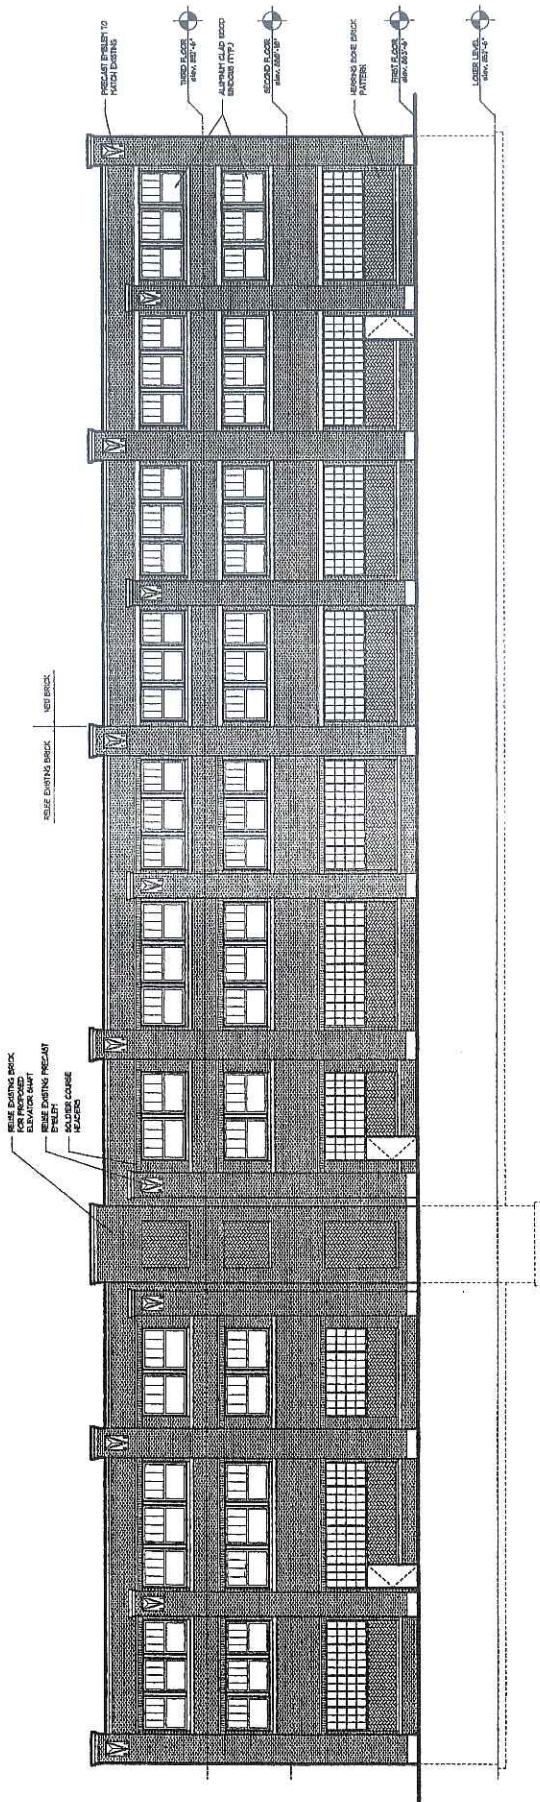 REUSE EXISTING BRICK
FOR PROPOSED
ELEVATOR SHAFT
REUSE EXISTING PRECAST
EMBLEM
SOLDIER COURSE
HEADERS
REUSE EXISTING BRICK
NEW BRICK
PRECAST EMBLEM TO
MATCH EXISTING
THIRD FLOOR
ALUMINUM CLAD WOOD
WINDOWS (TYP.)
SECOND FLOOR
HERRING BONE BRICK
PATTERN
FIRST FLOOR
LOWER LEVEL